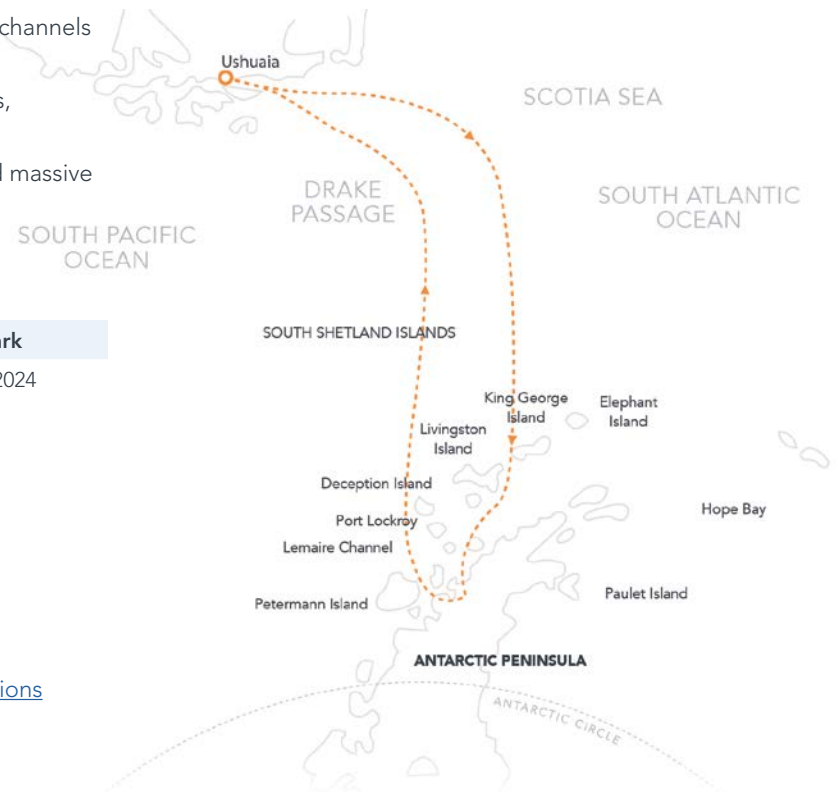 channels
s,
l massive
ark
2024
ions
Ushuaia
SCOTIA SEA
DRAKE
PASSAGE
SOUTH ATLANTIC
OCEAN
SOUTH PACIFIC
OCEAN
SOUTH SHETLAND ISLANDS
King George
Island
Elephant
Island
Livingston
Island
Deception Island
Hope Bay
Port Lockroy
Lemaire Channel
Paulet Island
Petermann Island
ANTARCTIC PENINSULA
ANTARCTIC CIRCLE